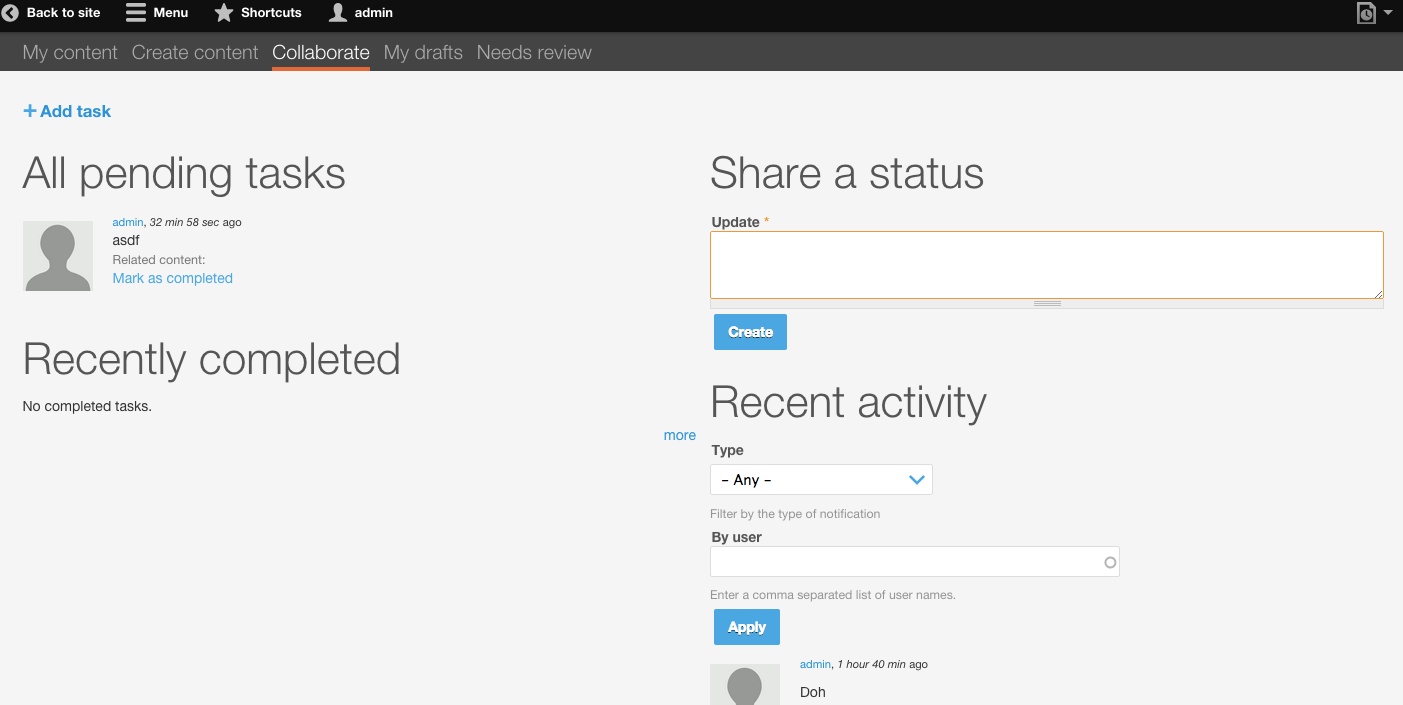 Back to site Menu Shortcuts admin
My content Create content Collaborate My drafts Needs review
+ Add task
All pending tasks
admin, 32 min 58 sec ago
asdf
Related content:
Mark as completed
Recently completed
No completed tasks.
more
Share a status
Update *
Create
Recent activity
Type
– Any –
Filter by the type of notification
By user
Enter a comma separated list of user names.
Apply
admin, 1 hour 40 min ago
Doh